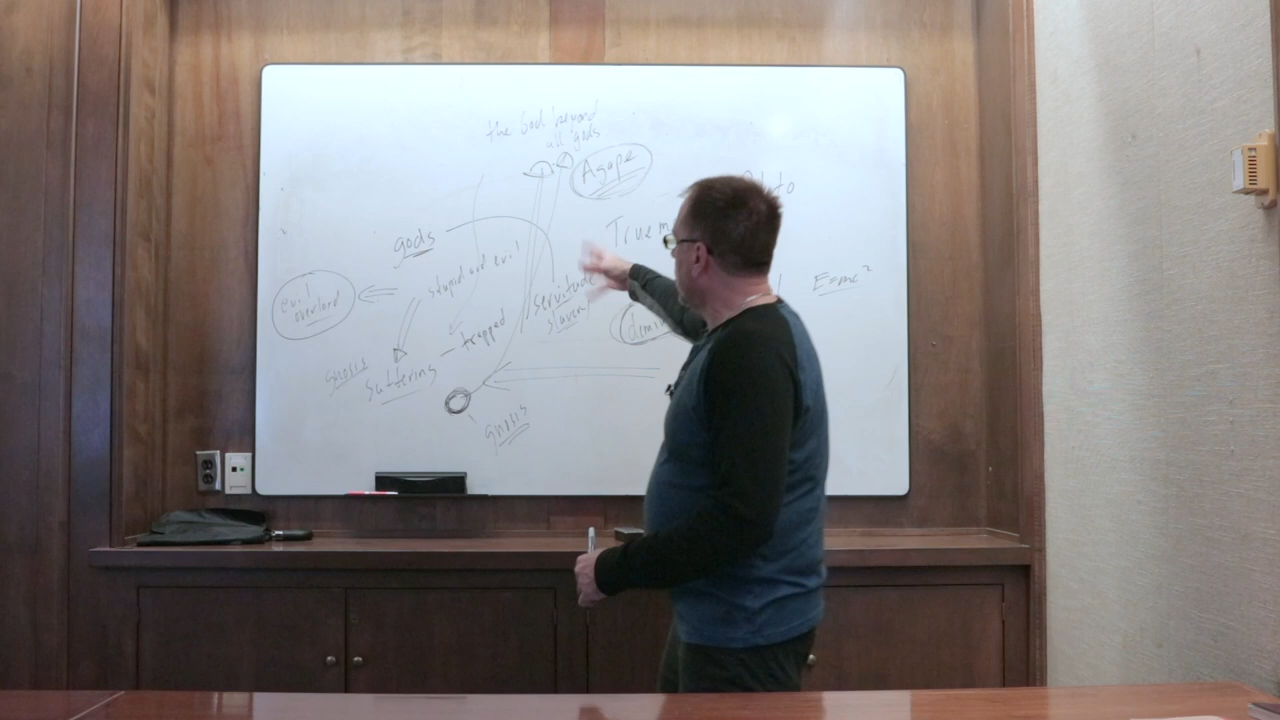 the God beyond
all gods
Agape
True
gods
stupid and evil
evil
overlord
servitude
slavery
E=mc²
trapped
gnosis
suffering
gnosis